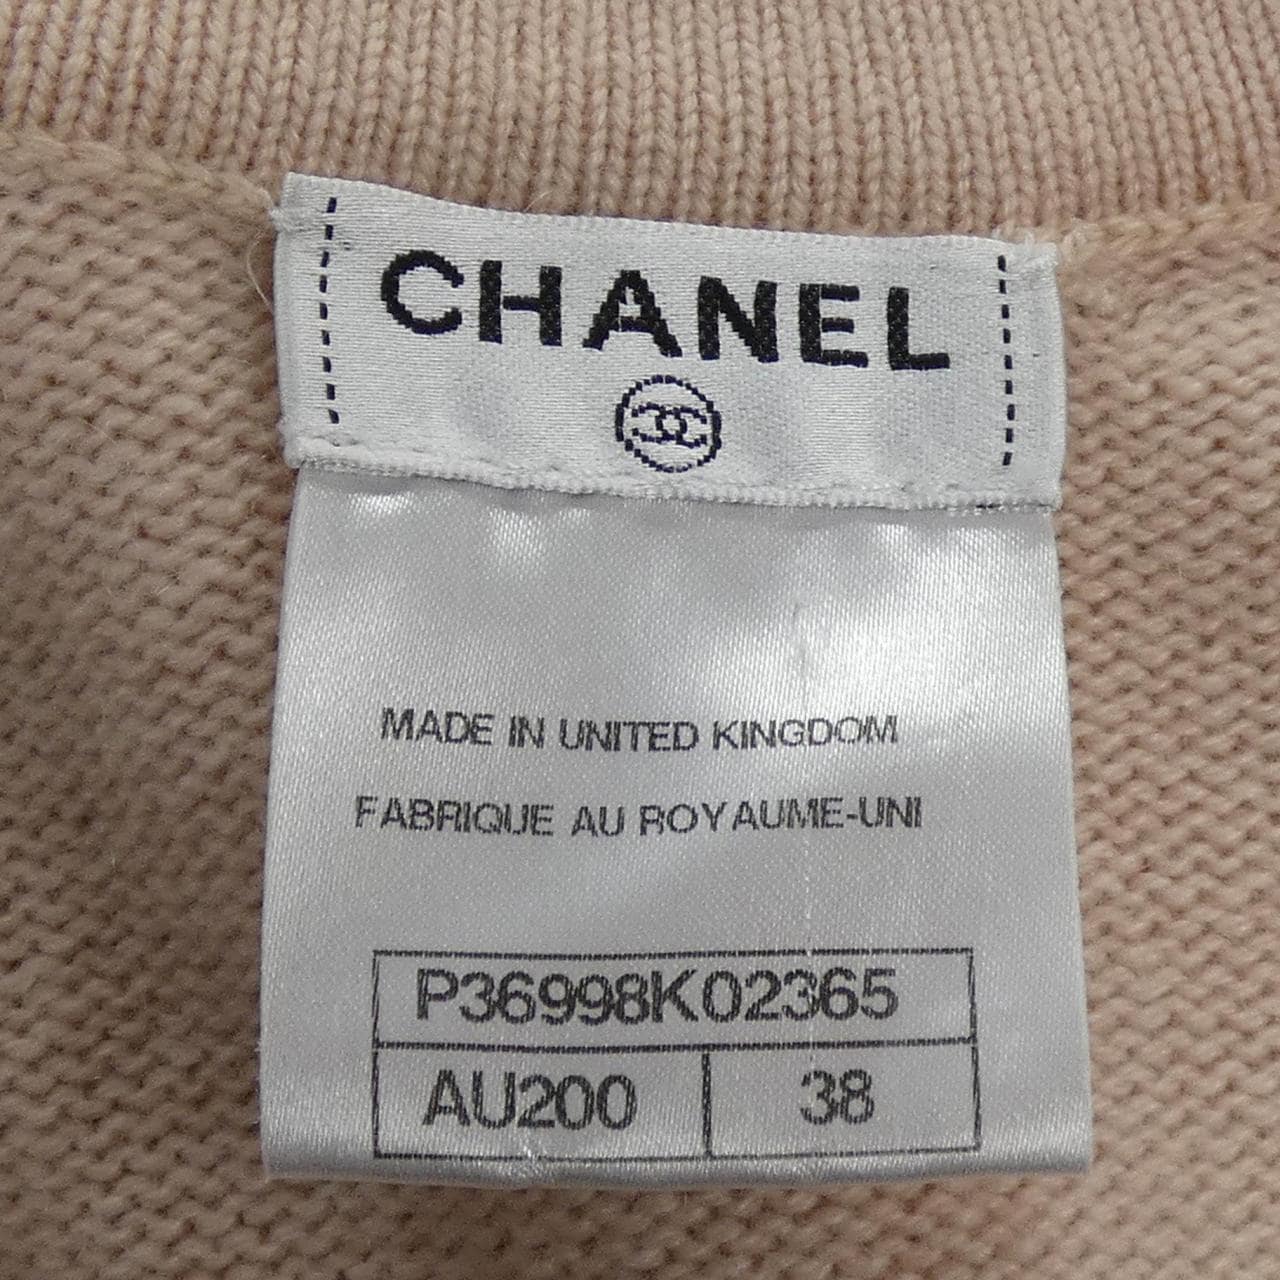 CHANEL
MADE IN UNITED KINGDOM
FABRIQUE AU ROYAUME-UNI
P36998K02365
AU200 38